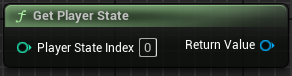 f Get Player State
Player State Index 0
Return Value